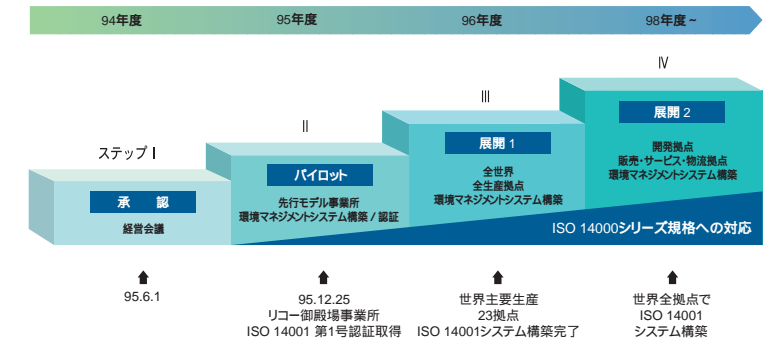 94年度
95年度
96年度
98年度~
ステップ I
II
III
IV
承 認
経営会議
パイロット
先行モデル事業所
環境マネジメントシステム構築 / 認証
展開 1
全世界
全生産拠点
環境マネジメントシステム構築
展開 2
開発拠点
販売・サービス・物流拠点
環境マネジメントシステム構築
ISO 14000シリーズ規格への対応
95.6.1
95.12.25
リコー御殿場事業所
ISO 14001 第1号認証取得
世界主要生産
23拠点
ISO 14001システム構築完了
世界全拠点で
ISO 14001
システム構築